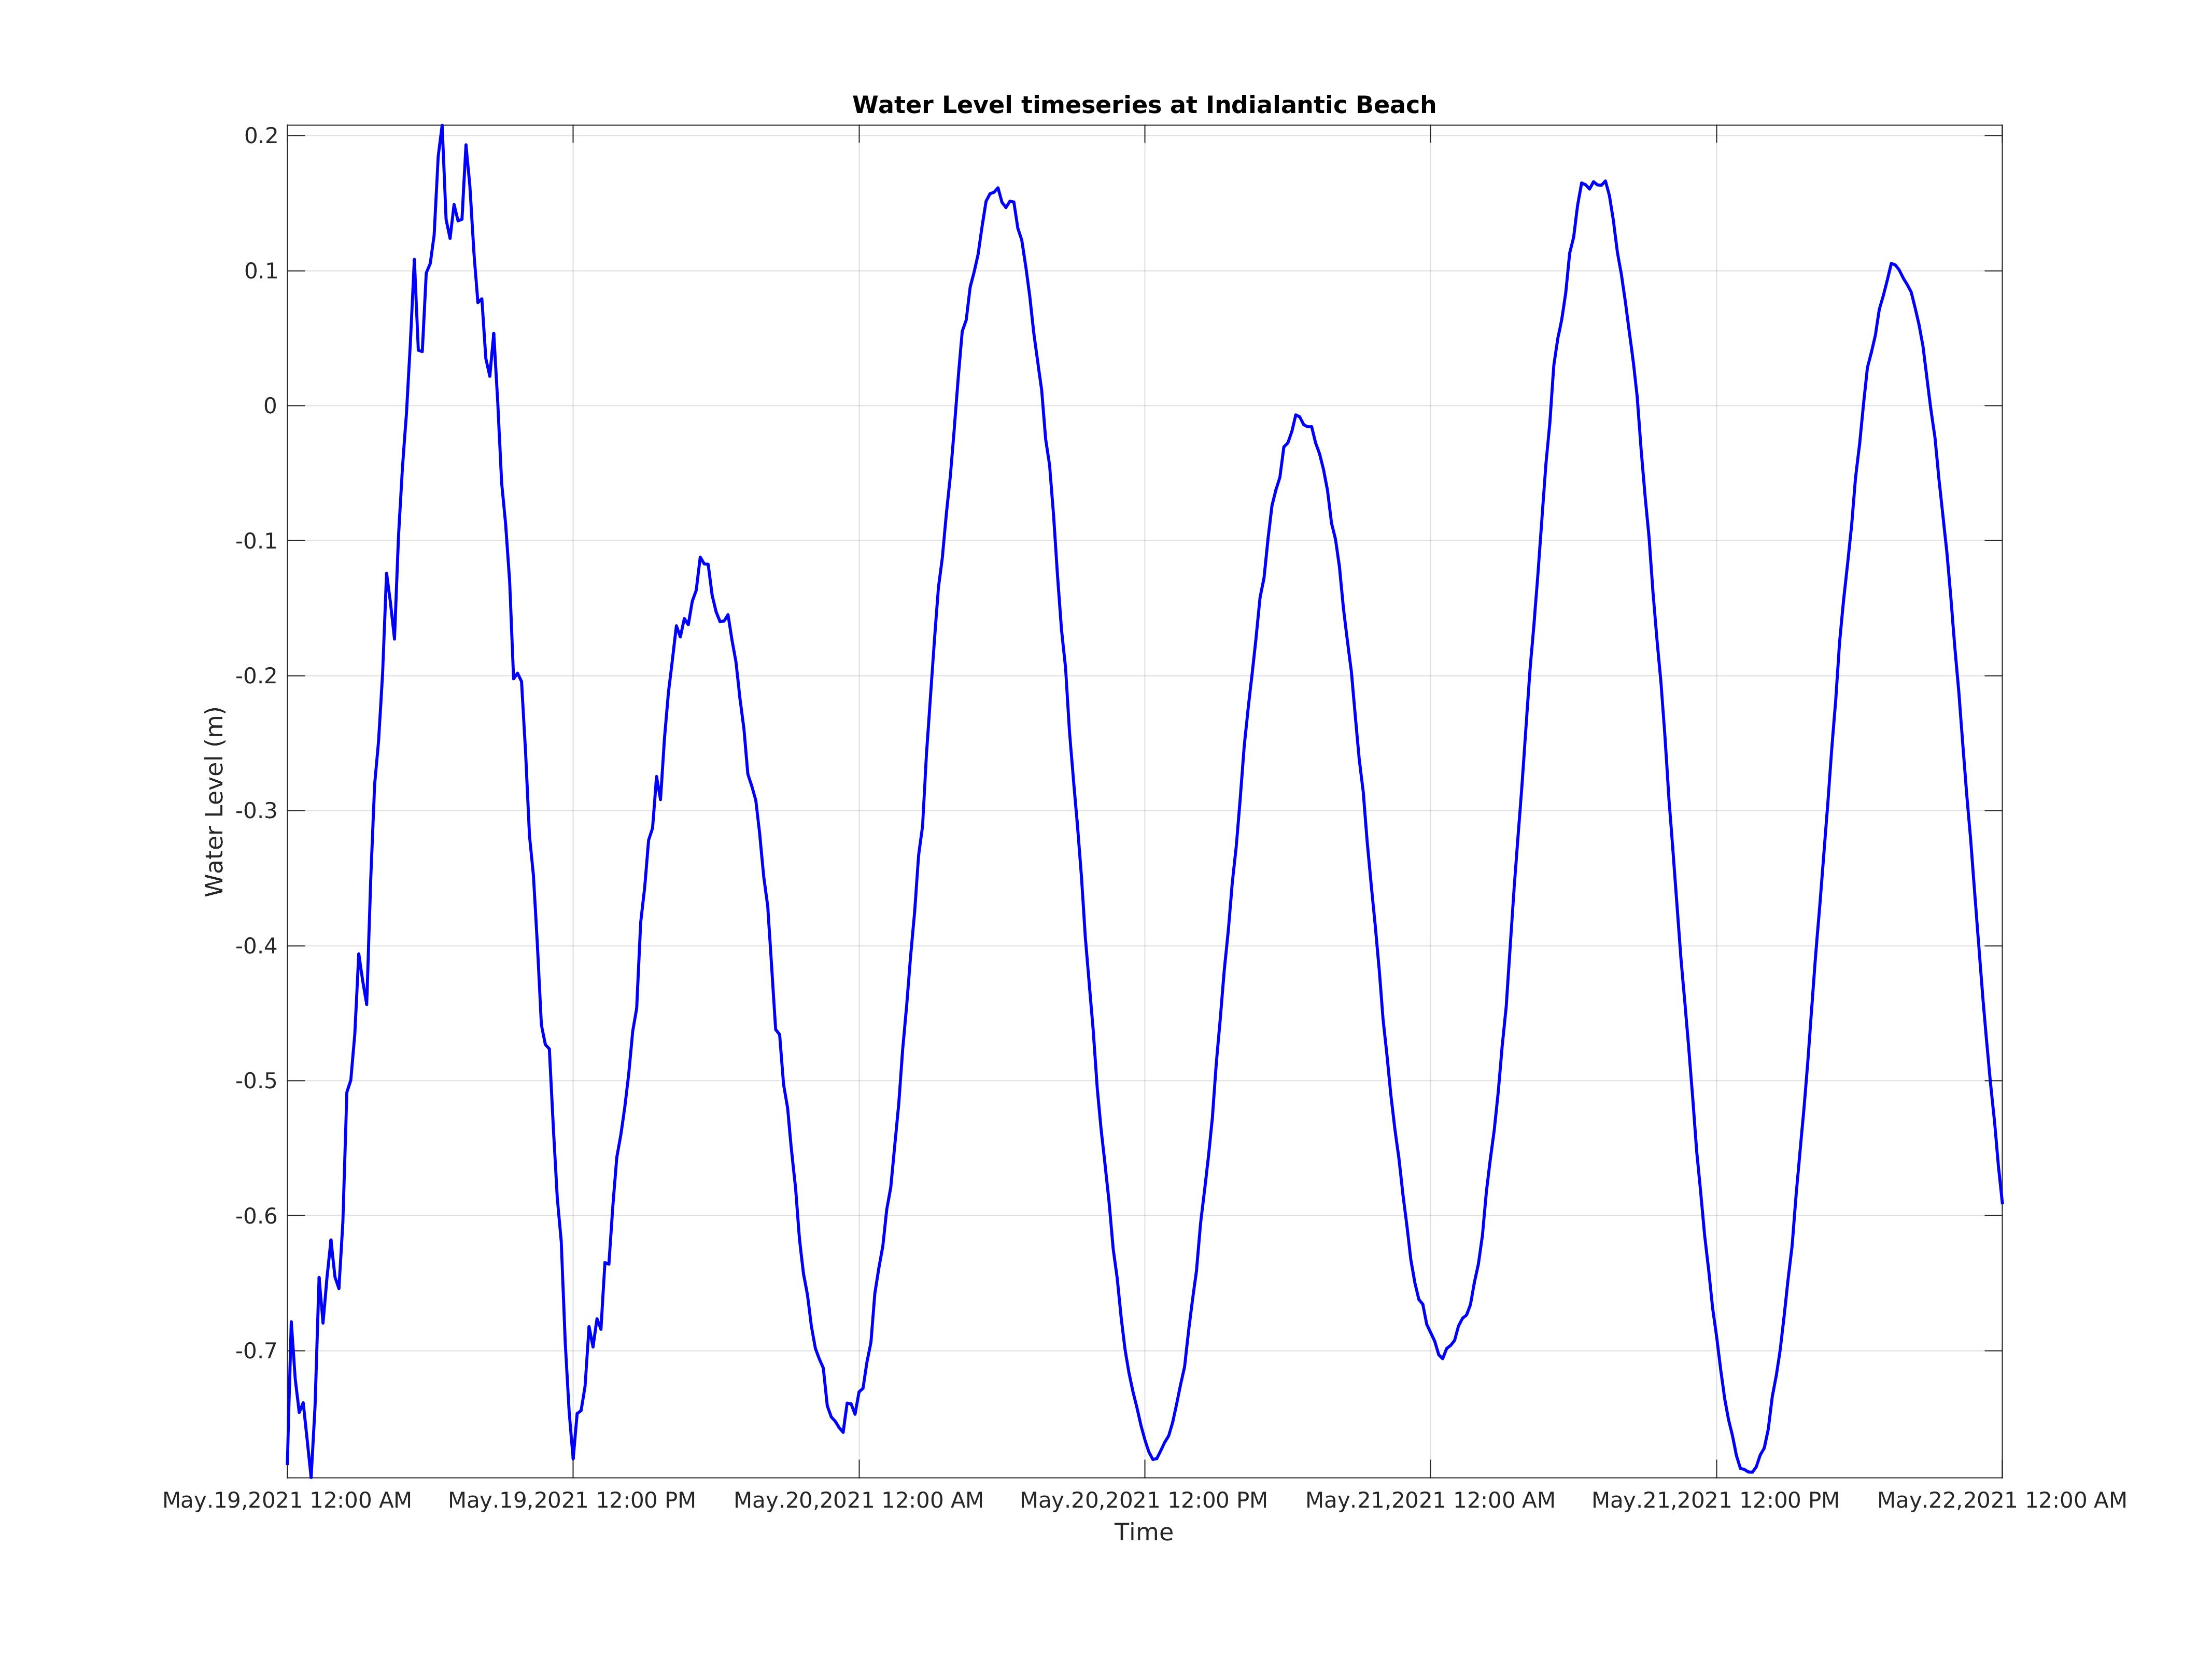 Water Level timeseries at Indialantic Beach
0.2
0.1
0
-0.1
-0.2
-0.3
-0.4
-0.5
-0.6
-0.7
Water Level (m)
May.19,2021 12:00 AM May.19,2021 12:00 PM May.20,2021 12:00 AM May.20,2021 12:00 PM May.21,2021 12:00 AM May.21,2021 12:00 PM May.22,2021 12:00 AM
Time